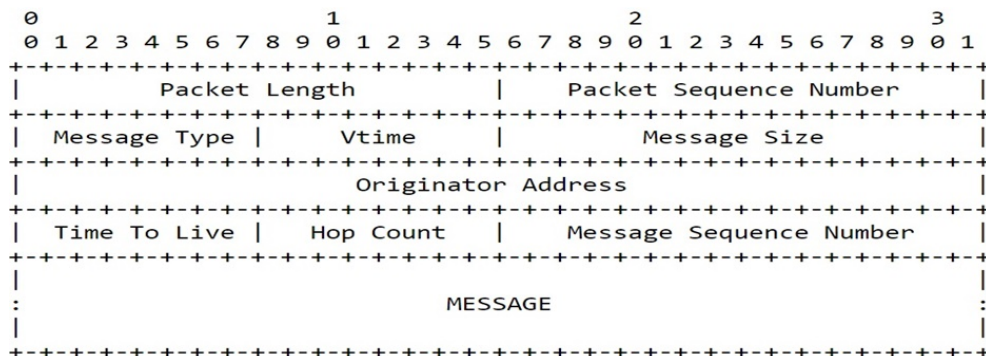 0                   1                   2                   3
0 1 2 3 4 5 6 7 8 9 0 1 2 3 4 5 6 7 8 9 0 1 2 3 4 5 6 7 8 9 0 1
+-+-+-+-+-+-+-+-+-+-+-+-+-+-+-+-+-+-+-+-+-+-+-+-+-+-+-+-+-+-+-+-+
| Packet Length | Packet Sequence Number |
+-+-+-+-+-+-+-+-+-+-+-+-+-+-+-+-+-+-+-+-+-+-+-+-+-+-+-+-+-+-+-+-+
| Message Type | Vtime | Message Size |
+-+-+-+-+-+-+-+-+-+-+-+-+-+-+-+-+-+-+-+-+-+-+-+-+-+-+-+-+-+-+-+-+
| Originator Address |
+-+-+-+-+-+-+-+-+-+-+-+-+-+-+-+-+-+-+-+-+-+-+-+-+-+-+-+-+-+-+-+-+
| Time To Live | Hop Count | Message Sequence Number |
+-+-+-+-+-+-+-+-+-+-+-+-+-+-+-+-+-+-+-+-+-+-+-+-+-+-+-+-+-+-+-+-+
| |
: MESSAGE :
| |
+-+-+-+-+-+-+-+-+-+-+-+-+-+-+-+-+-+-+-+-+-+-+-+-+-+-+-+-+-+-+-+-+